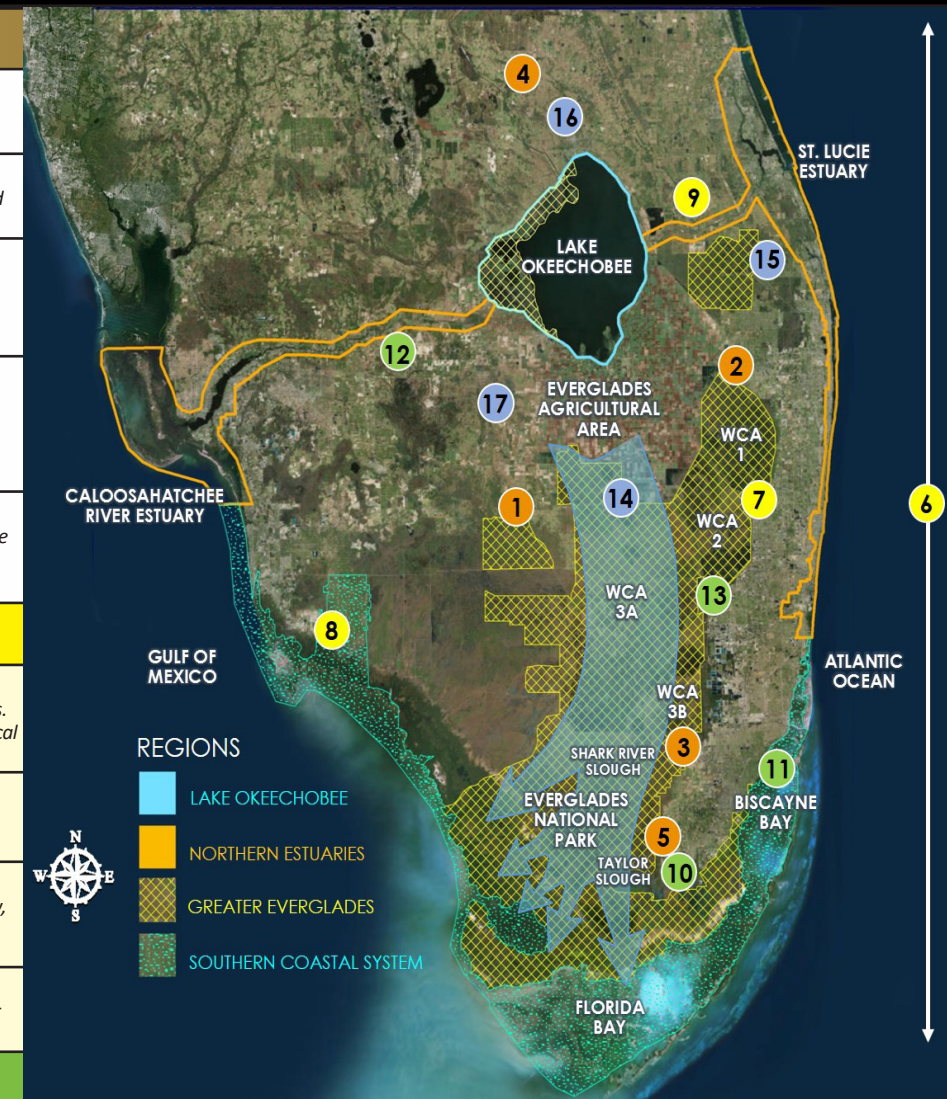 d
e
s.
cal
y,
4
16
ST. LUCIE
ESTUARY
9
LAKE
OKEECHOBEE
15
12
2
EVERGLADES
AGRICULTURAL
AREA
17
WCA
1
CALOOSAHATCHEE
RIVER ESTUARY
1
14
7
6
WCA
2
WCA
3A
13
8
GULF OF
MEXICO
ATLANTIC
OCEAN
WCA
3B
REGIONS
SHARK RIVER
SLOUGH
3
11
LAKE OKEECHOBEE
EVERGLADES
NATIONAL
PARK
BISCAYNE
BAY
N
W E
S
NORTHERN ESTUARIES
5
TAYLOR
SLOUGH
10
GREATER EVERGLADES
SOUTHERN COASTAL SYSTEM
FLORIDA
BAY